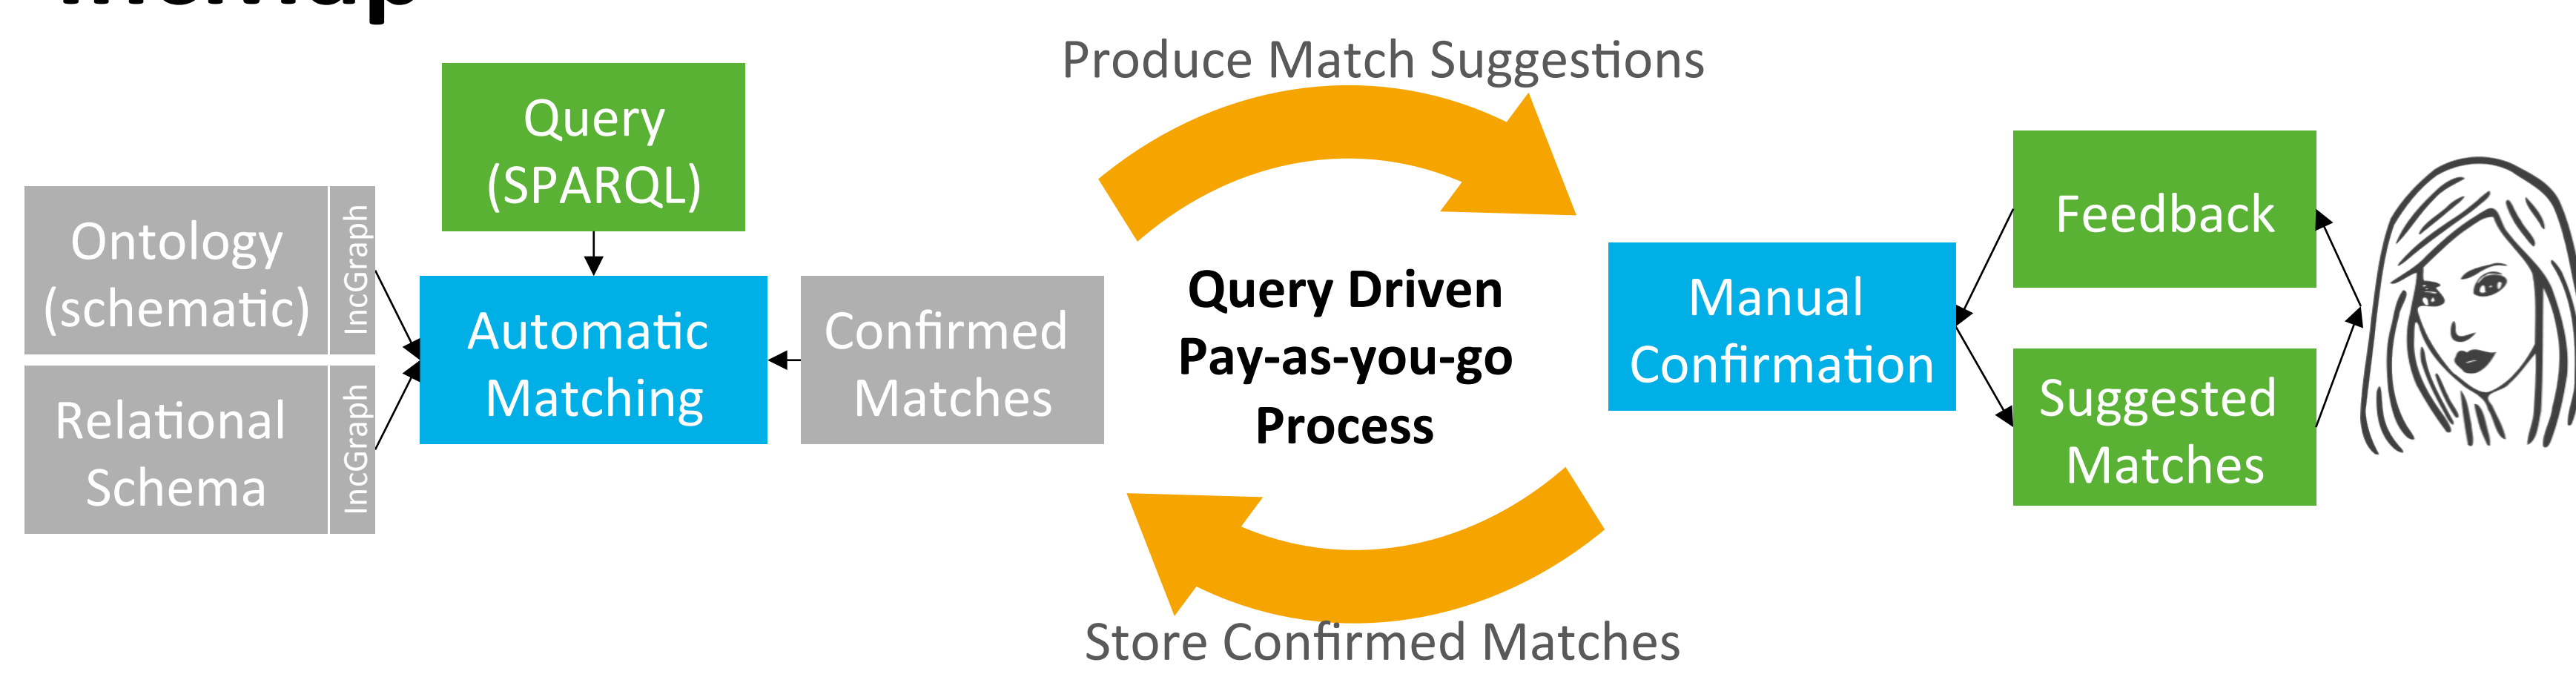 Produce Match Suggestions
Query
(SPARQL)
Ontology
(schematic)
IncGraph
Relational
Schema
IncGraph
Automatic
Matching
Confirmed
Matches
Query Driven
Pay-as-you-go
Process
Manual
Confirmation
Feedback
Suggested
Matches
Store Confirmed Matches